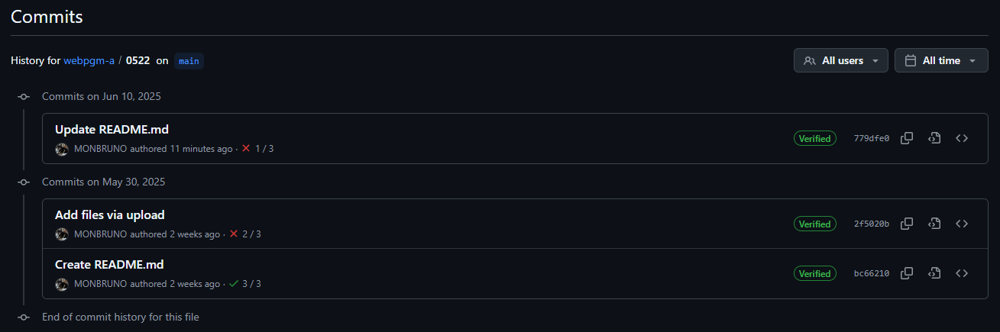 Commits
History for webpgm-a / 0522 on main
All users
All time
Commits on Jun 10, 2025
Update README.md
MONBRUNO authored 11 minutes ago · 1 / 3
Verified
779dfe0
Commits on May 30, 2025
Add files via upload
MONBRUNO authored 2 weeks ago · 2 / 3
Verified
2f5020b
Create README.md
MONBRUNO authored 2 weeks ago · 3 / 3
Verified
bc66210
End of commit history for this file